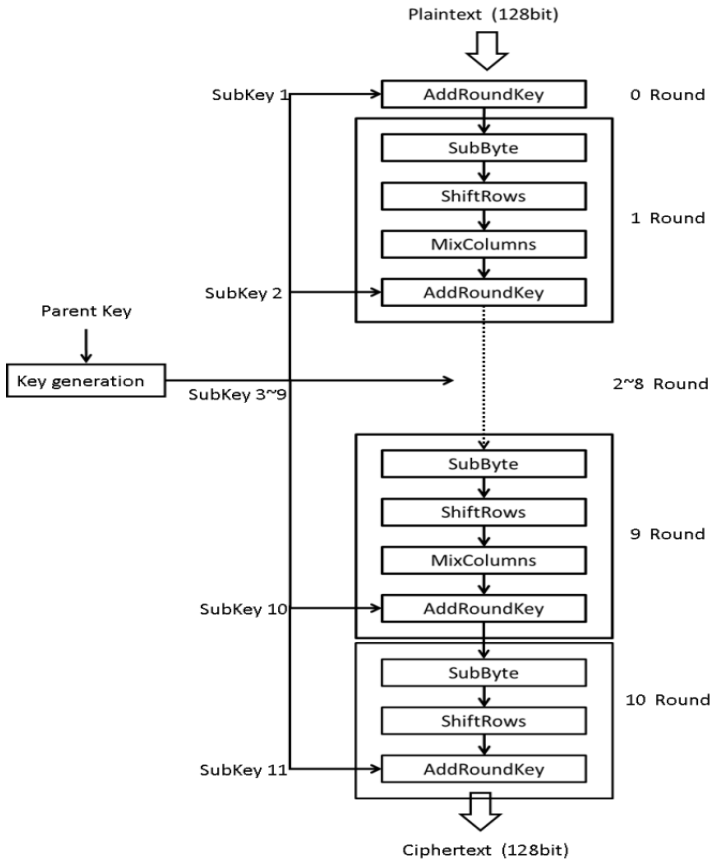 Plaintext (128bit)
SubKey 1
AddRoundKey
0 Round
SubByte
ShiftRows
1 Round
MixColumns
SubKey 2
AddRoundKey
Parent Key
Key generation
SubKey 3~9
2~8 Round
SubByte
ShiftRows
9 Round
MixColumns
SubKey 10
AddRoundKey
SubByte
10 Round
ShiftRows
SubKey 11
AddRoundKey
Ciphertext (128bit)